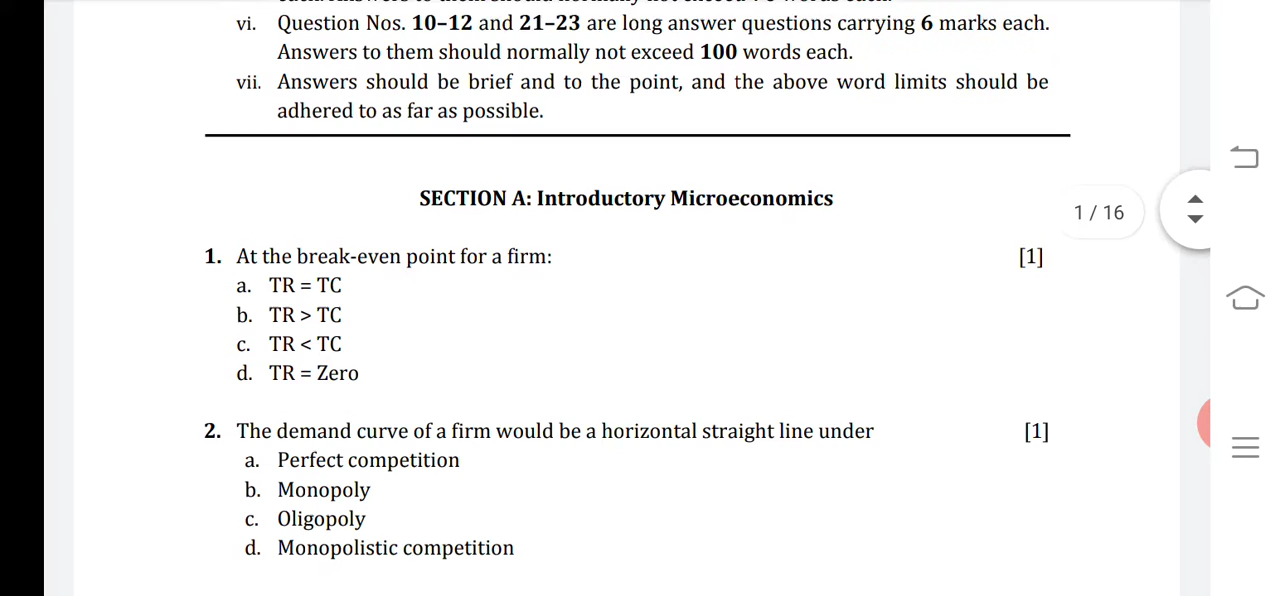 vi. Question Nos. 10–12 and 21–23 are long answer questions carrying 6 marks each.
Answers to them should normally not exceed 100 words each.
vii. Answers should be brief and to the point, and the above word limits should be
adhered to as far as possible.
SECTION A: Introductory Microeconomics
1 / 16
1. At the break-even point for a firm: [1]
a. TR = TC
b. TR > TC
c. TR < TC
d. TR = Zero
2. The demand curve of a firm would be a horizontal straight line under [1]
a. Perfect competition
b. Monopoly
c. Oligopoly
d. Monopolistic competition